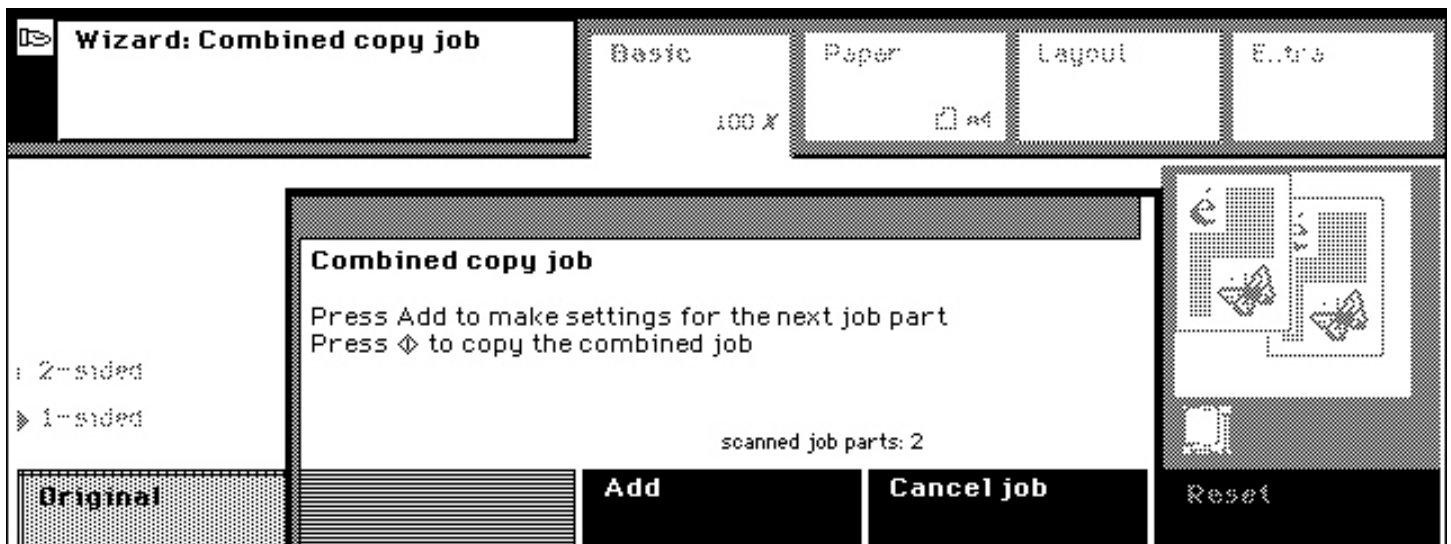 Wizard: Combined copy job
Basic
Paper
Layout
E..tra
100 %
A4
Combined copy job
Press Add to make settings for the next job part
Press ⟐ to copy the combined job
2-sided
1-sided
scanned job parts: 2
Original
Add
Cancel job
Reset
é